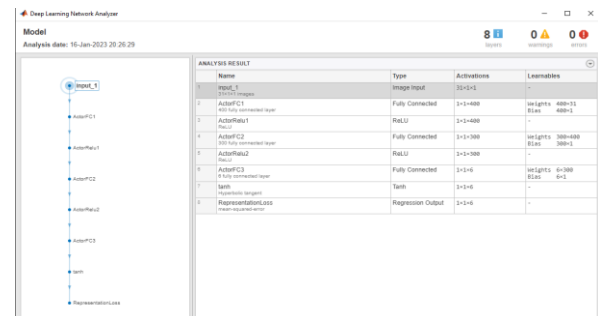 Deep Learning Network Analyzer
Model
Analysis date: 16-Jan-2023 20:26:29
8
layers
0
warnings
0
errors
input_1
ActorFC1
ActorRelu1
ActorFC2
ActorRelu2
ActorFC3
tanh
RepresentationLoss
ANALYSIS RESULT
Name Type Activations Learnables
1 input_1 Image Input 31×1×1 -
31×1×1 images
2 ActorFC1 Fully Connected 1×1×400 Weights 400×31
400 fully connected layer Bias 400×1
3 ActorRelu1 ReLU 1×1×400 -
ReLU
4 ActorFC2 Fully Connected 1×1×300 Weights 300×400
300 fully connected layer Bias 300×1
5 ActorRelu2 ReLU 1×1×300 -
ReLU
6 ActorFC3 Fully Connected 1×1×6 Weights 6×300
6 fully connected layer Bias 6×1
7 tanh Tanh 1×1×6 -
Hyperbolic tangent
8 RepresentationLoss Regression Output 1×1×6 -
mean-squared-error